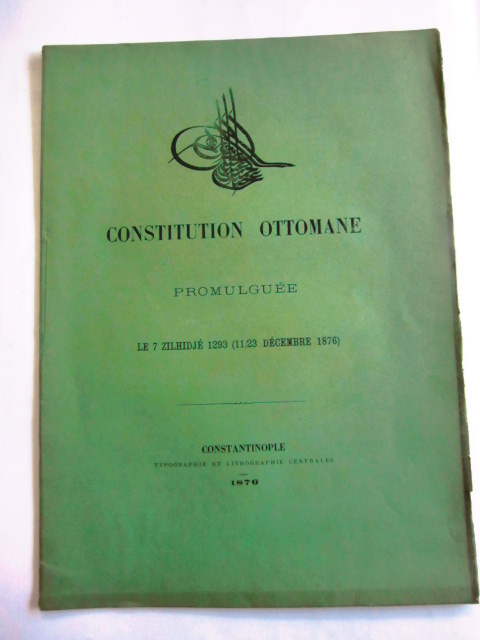 CONSTITUTION OTTOMANE
PROMULGUÉE
LE 7 ZILHIDJÉ 1293 (11/23 DÉCEMBRE 1876)
CONSTANTINOPLE
TYPOGRAPHIE ET LITHOGRAPHIE CENTRALES
1876